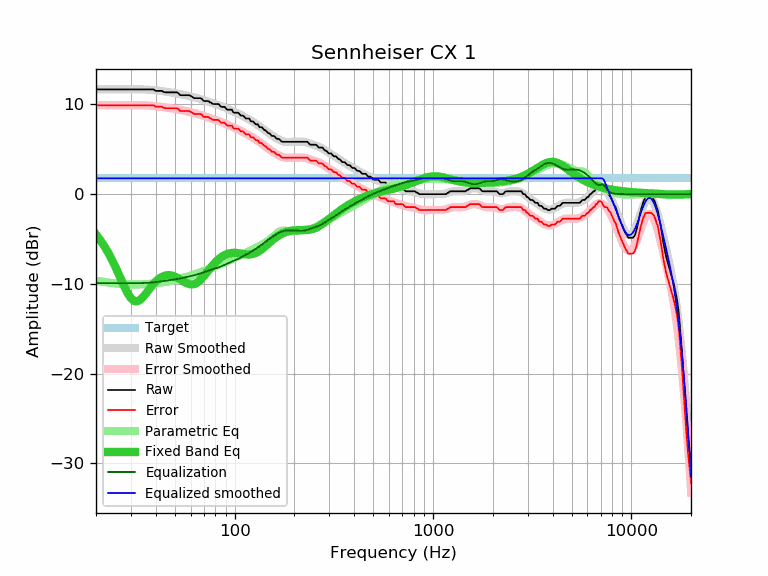 Sennheiser CX 1
Amplitude (dBr)
10
0
−10
−20
−30
Target
Raw Smoothed
Error Smoothed
Raw
Error
Parametric Eq
Fixed Band Eq
Equalization
Equalized smoothed
100
1000
10000
Frequency (Hz)